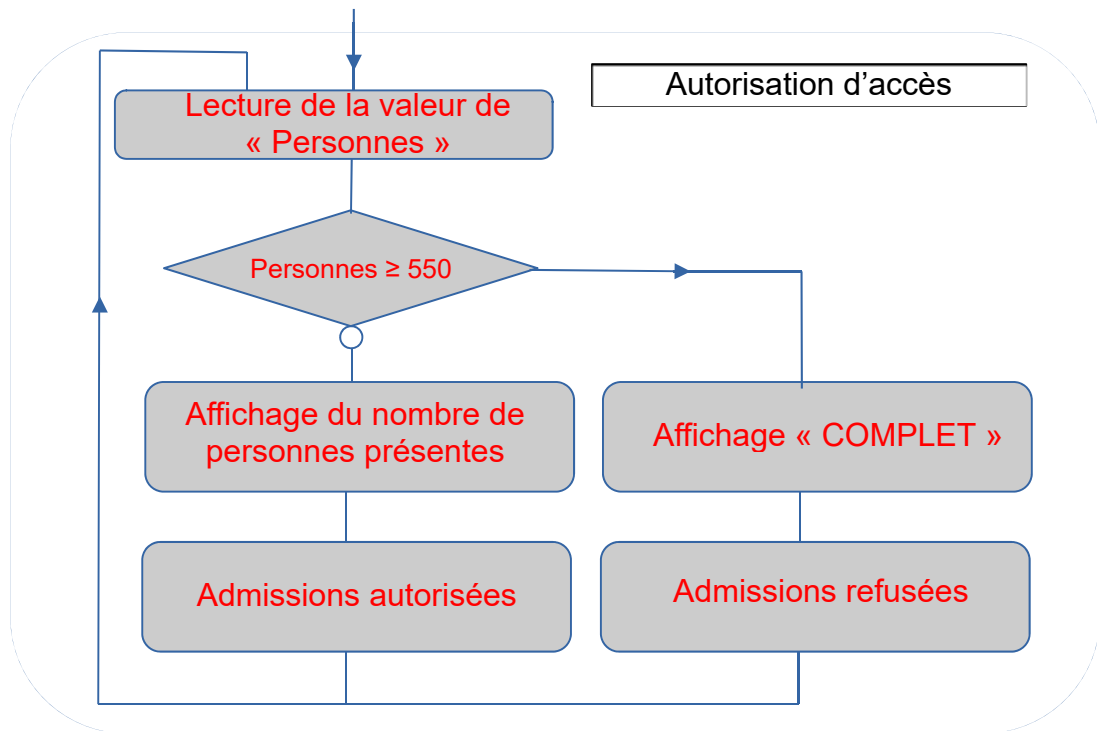 Autorisation d’accès
Lecture de la valeur de
« Personnes »
Personnes ≥ 550
Affichage du nombre de
personnes présentes
Affichage « COMPLET »
Admissions autorisées
Admissions refusées